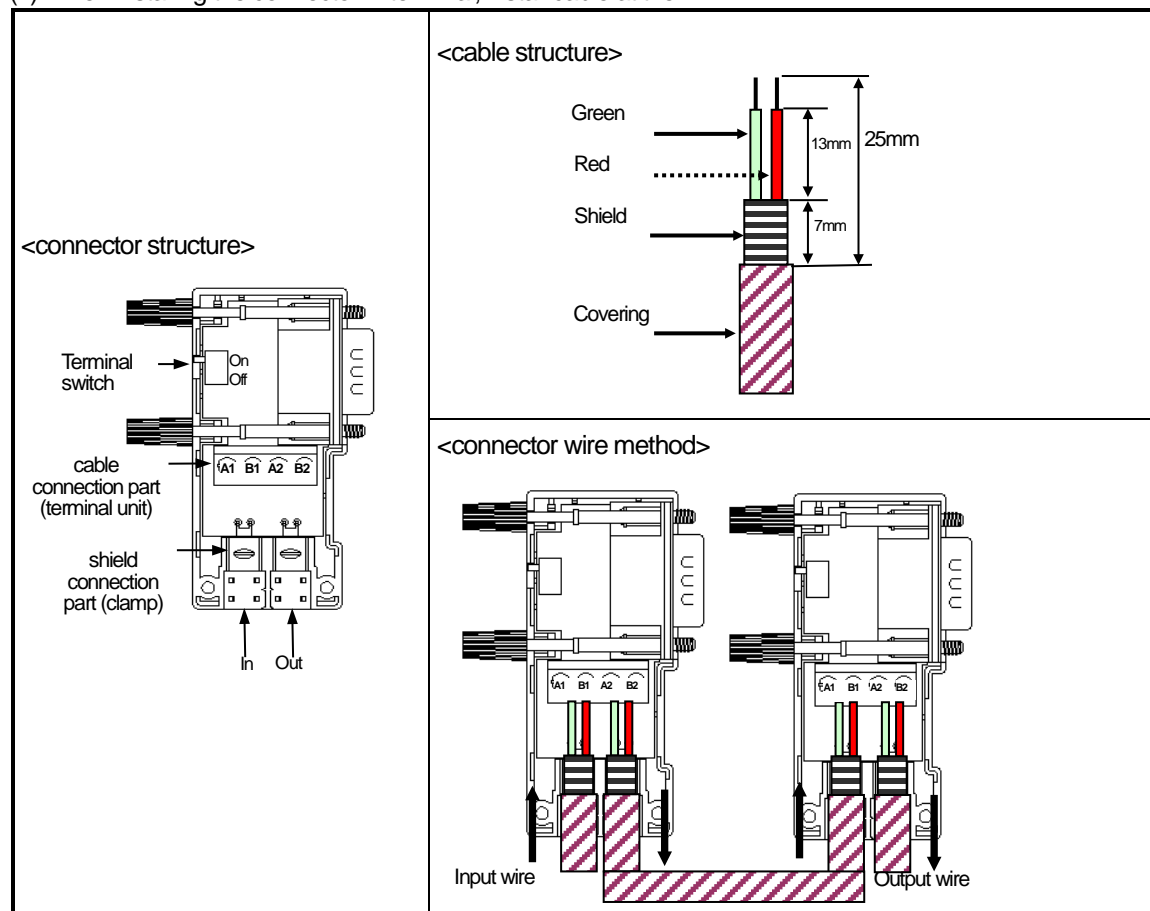 <connector structure>
Terminal
switch
On
Off
cable
connection part
(terminal unit)
A1 B1 A2 B2
shield
connection
part (clamp)
In Out
<cable structure>
Green
Red
Shield
Covering
13mm
25mm
7mm
<connector wire method>
A1 B1 A2 B2
A1 B1 A2 B2
Input wire
Output wire